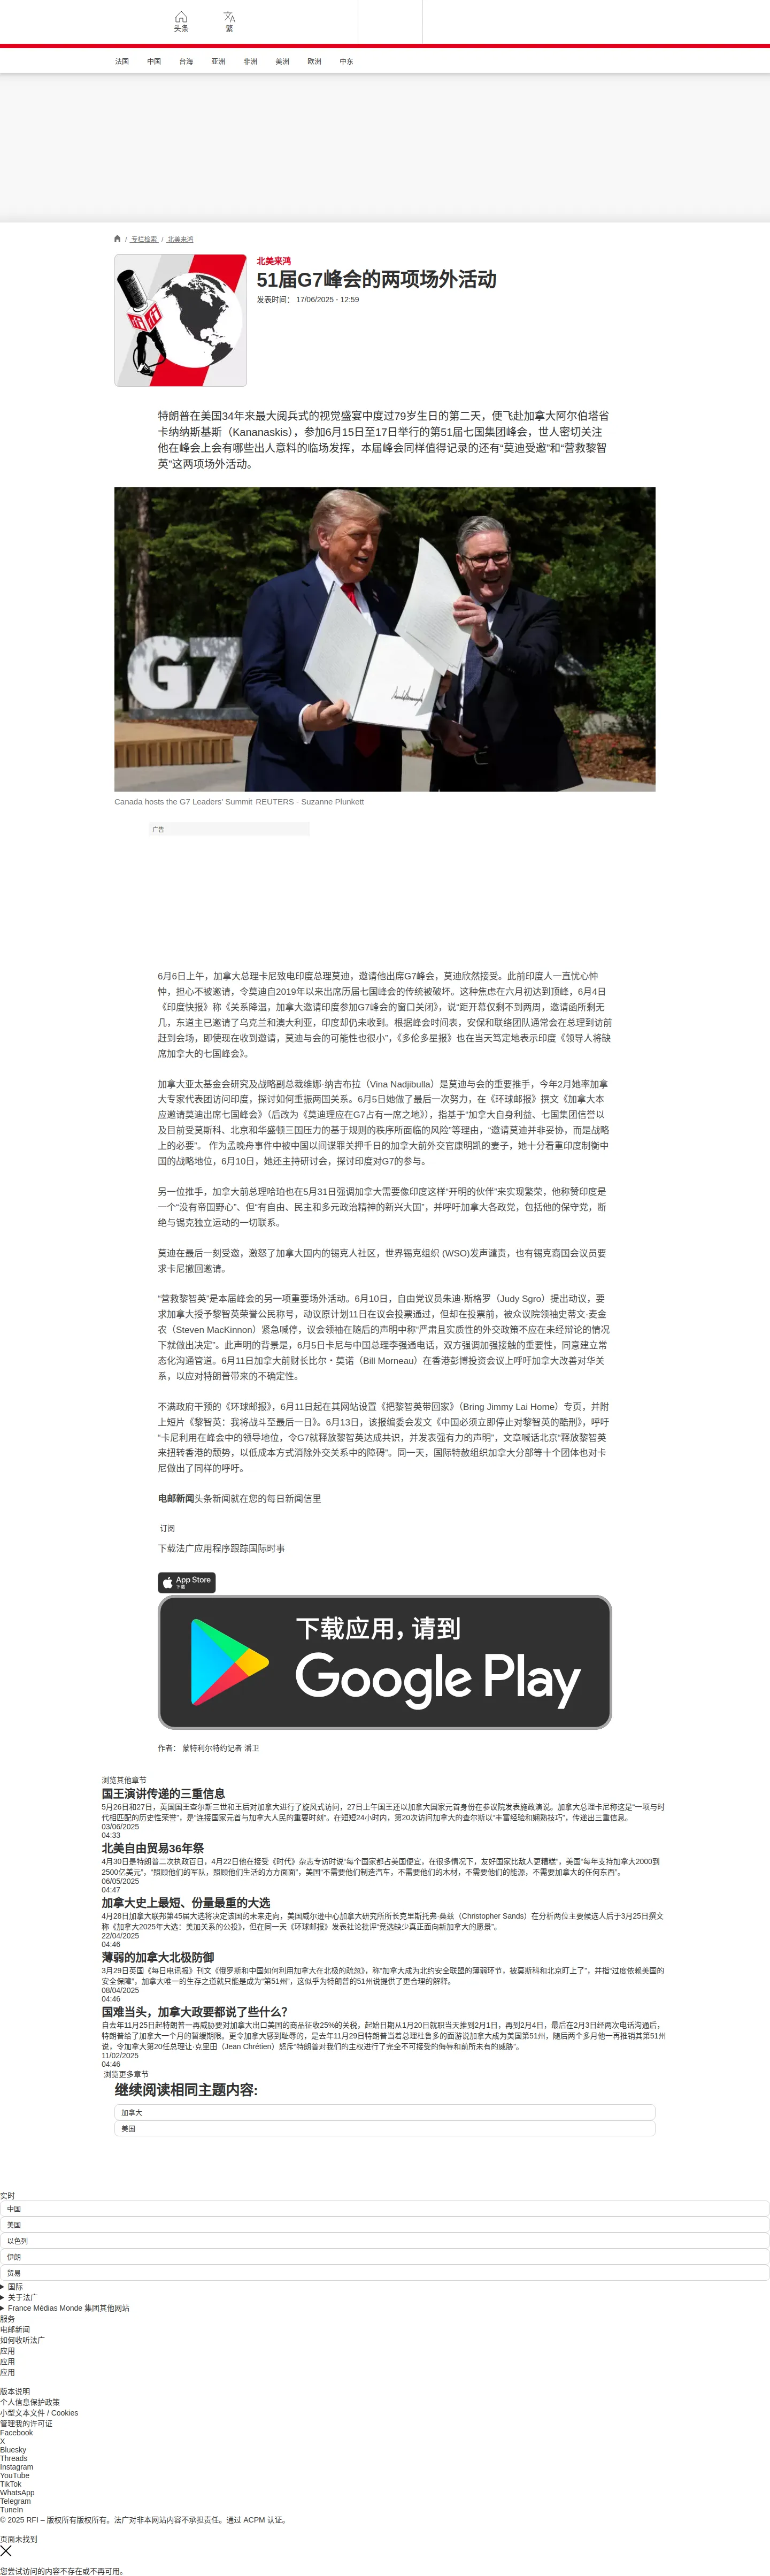 头条
繁
法国 中国 台海 亚洲 非洲 美洲 欧洲 中东
/ 专栏检索 / 北美来鸿
北美来鸿
51届G7峰会的两项场外活动
发表时间： 17/06/2025 - 12:59
特朗普在美国34年来最大阅兵式的视觉盛宴中度过79岁生日的第二天，便飞赴加拿大阿尔伯塔省
卡纳纳斯基斯（Kananaskis），参加6月15日至17日举行的第51届七国集团峰会，世人密切关注
他在峰会上会有哪些出人意料的临场发挥，本届峰会同样值得记录的还有“莫迪受邀”和“营救黎智
英”这两项场外活动。
G7
Canada hosts the G7 Leaders' Summit REUTERS - Suzanne Plunkett
广告
6月6日上午，加拿大总理卡尼致电印度总理莫迪，邀请他出席G7峰会，莫迪欣然接受。此前印度人一直忧心忡
忡，担心不被邀请，令莫迪自2019年以来出席历届七国峰会的传统被破坏。这种焦虑在六月初达到顶峰，6月4日
《印度快报》称《关系降温，加拿大邀请印度参加G7峰会的窗口关闭》，说“距开幕仅剩不到两周，邀请函所剩无
几，东道主已邀请了乌克兰和澳大利亚，印度却仍未收到。根据峰会时间表，安保和联络团队通常会在总理到访前
赶到会场，即使现在收到邀请，莫迪与会的可能性也很小”，《多伦多星报》也在当天笃定地表示印度《领导人将缺
席加拿大的七国峰会》。
加拿大亚太基金会研究及战略副总裁维娜·纳吉布拉（Vina Nadjibulla）是莫迪与会的重要推手，今年2月她率加拿
大专家代表团访问印度，探讨如何重振两国关系。6月5日她做了最后一次努力，在《环球邮报》撰文《加拿大本
应邀请莫迪出席七国峰会》（后改为《莫迪理应在G7占有一席之地》），指基于“加拿大自身利益、七国集团信誉以
及目前受莫斯科、北京和华盛顿三国压力的基于规则的秩序所面临的风险”等理由，“邀请莫迪并非妥协，而是战略
上的必要”。 作为孟晚舟事件中被中国以间谍罪关押千日的加拿大前外交官康明凯的妻子，她十分看重印度制衡中
国的战略地位，6月10日，她还主持研讨会，探讨印度对G7的参与。
另一位推手，加拿大前总理哈珀也在5月31日强调加拿大需要像印度这样“开明的伙伴”来实现繁荣，他称赞印度是
一个“没有帝国野心”、但“有自由、民主和多元政治精神的新兴大国”，并呼吁加拿大各政党，包括他的保守党，断
绝与锡克独立运动的一切联系。
莫迪在最后一刻受邀，激怒了加拿大国内的锡克人社区，世界锡克组织 (WSO)发声谴责，也有锡克裔国会议员要
求卡尼撤回邀请。
“营救黎智英”是本届峰会的另一项重要场外活动。6月10日，自由党议员朱迪·斯格罗（Judy Sgro）提出动议，要
求加拿大授予黎智英荣誉公民称号，动议原计划11日在议会投票通过，但却在投票前，被众议院领袖史蒂文·麦金
农（Steven MacKinnon）紧急喊停，议会领袖在随后的声明中称“严肃且实质性的外交政策不应在未经辩论的情况
下就做出决定”。此声明的背景是，6月5日卡尼与中国总理李强通电话，双方强调加强接触的重要性，同意建立常
态化沟通管道。6月11日加拿大前财长比尔・莫诺（Bill Morneau）在香港彭博投资会议上呼吁加拿大改善对华关
系，以应对特朗普带来的不确定性。
不满政府干预的《环球邮报》，6月11日起在其网站设置《把黎智英带回家》（Bring Jimmy Lai Home）专页，并附
上短片《黎智英：我将战斗至最后一日》。6月13日，该报编委会发文《中国必须立即停止对黎智英的酷刑》，呼吁
“卡尼利用在峰会中的领导地位，令G7就释放黎智英达成共识，并发表强有力的声明”，文章喊话北京“释放黎智英
来扭转香港的颓势，以低成本方式消除外交关系中的障碍”。同一天，国际特赦组织加拿大分部等十个团体也对卡
尼做出了同样的呼吁。
电邮新闻头条新闻就在您的每日新闻信里
订阅
下载法广应用程序跟踪国际时事
App Store
下载
下载应用，请到
Google Play
作者： 蒙特利尔特约记者 潘卫
浏览其他章节
国王演讲传递的三重信息
5月26日和27日，英国国王查尔斯三世和王后对加拿大进行了旋风式访问，27日上午国王还以加拿大国家元首身份在参议院发表施政演说。加拿大总理卡尼称这是“一项与时
代相匹配的历史性荣誉”，是“连接国家元首与加拿大人民的重要时刻”。在短短24小时内，第20次访问加拿大的查尔斯以“丰富经验和娴熟技巧”，传递出三重信息。
03/06/2025
04:33
北美自由贸易36年祭
4月30日是特朗普二次执政百日，4月22日他在接受《时代》杂志专访时说“每个国家都占美国便宜，在很多情况下，友好国家比敌人更糟糕”，美国“每年支持加拿大2000到
2500亿美元”，“照顾他们的军队，照顾他们生活的方方面面”，美国“不需要他们制造汽车，不需要他们的木材，不需要他们的能源，不需要加拿大的任何东西”。
06/05/2025
04:47
加拿大史上最短、份量最重的大选
4月28日加拿大联邦第45届大选将决定该国的未来走向，美国威尔逊中心加拿大研究所所长克里斯托弗·桑兹（Christopher Sands）在分析两位主要候选人后于3月25日撰文
称《加拿大2025年大选：美加关系的公投》，但在同一天《环球邮报》发表社论批评“竞选缺少真正面向新加拿大的愿景”。
22/04/2025
04:46
薄弱的加拿大北极防御
3月29日英国《每日电讯报》刊文《俄罗斯和中国如何利用加拿大在北极的疏忽》，称“加拿大成为北约安全联盟的薄弱环节，被莫斯科和北京盯上了”，并指“过度依赖美国的
安全保障”，加拿大唯一的生存之道就只能是成为“第51州”，这似乎为特朗普的51州说提供了更合理的解释。
08/04/2025
04:46
国难当头，加拿大政要都说了些什么？
自去年11月25日起特朗普一再威胁要对加拿大出口美国的商品征收25%的关税，起始日期从1月20日就职当天推到2月1日，再到2月4日，最后在2月3日经两次电话沟通后，
特朗普给了加拿大一个月的暂缓期限。更令加拿大感到耻辱的，是去年11月29日特朗普当着总理杜鲁多的面游说加拿大成为美国第51州，随后两个多月他一再推销其第51州
说，令加拿大第20任总理让·克里田（Jean Chrétien）怒斥“特朗普对我们的主权进行了完全不可接受的侮辱和前所未有的威胁”。
11/02/2025
04:46
浏览更多章节
继续阅读相同主题内容:
加拿大
美国
实时
中国
美国
以色列
伊朗
贸易
国际
关于法广
France Médias Monde 集团其他网站
服务
电邮新闻
如何收听法广
应用
应用
应用
版本说明
个人信息保护政策
小型文本文件 / Cookies
管理我的许可证
Facebook
X
Bluesky
Threads
Instagram
YouTube
TikTok
WhatsApp
Telegram
TuneIn
© 2025 RFI – 版权所有版权所有。法广对非本网站内容不承担责任。通过 ACPM 认证。
页面未找到
您尝试访问的内容不存在或不再可用。